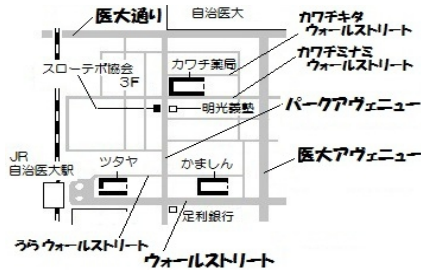 医大通り
自治医大
カワチキタ
ウォールストリート
カワチ薬局
スローテポ協会
3F
カワチミナミ
ウォールストリート
明光義塾
パークアヴェニュー
JR
自治医大駅
ツタヤ
かましん
医大アヴェニュー
足利銀行
うらウォールストリート
ウォールストリート